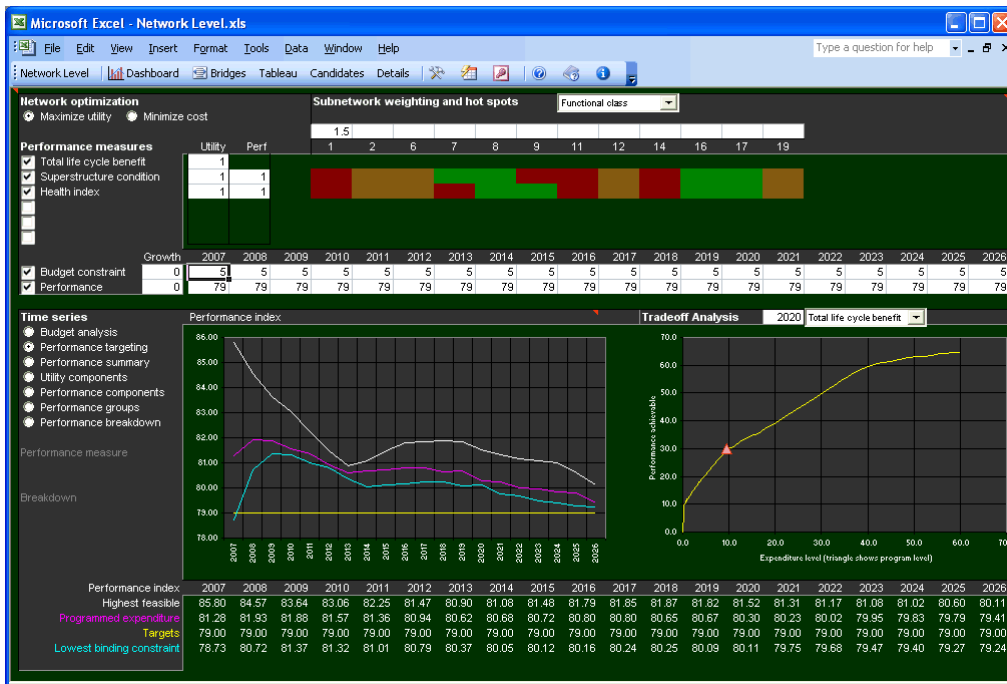 Microsoft Excel - Network Level.xls
File Edit View Insert Format Tools Data Window Help Type a question for help
Network Level Dashboard Bridges Tableau Candidates Details
Network optimization Subnetwork weighting and hot spots Functional class
Maximize utility Minimize cost
1.5
Performance measures Utility Perf 1 2 6 7 8 9 11 12 14 16 17 19
Total life cycle benefit 1
Superstructure condition 1 1
Health index 1 1
Growth 2007 2008 2009 2010 2011 2012 2013 2014 2015 2016 2017 2018 2019 2020 2021 2022 2023 2024 2025 2026
Budget constraint 0 5 5 5 5 5 5 5 5 5 5 5 5 5 5 5 5 5 5 5 5
Performance 0 79 79 79 79 79 79 79 79 79 79 79 79 79 79 79 79 79 79 79 79
Time series Performance index Tradeoff Analysis 2020 Total life cycle benefit
Budget analysis
Performance targeting
Performance summary
Utility components
Performance components
Performance groups
Performance breakdown
Performance measure
Breakdown
86.00
85.00
84.00
83.00
82.00
81.00
80.00
79.00
78.00
2007 2008 2009 2010 2011 2012 2013 2014 2015 2016 2017 2018 2019 2020 2021 2022 2023 2024 2025 2026
Performance achievable
70.0
60.0
50.0
40.0
30.0
20.0
10.0
0.0
0.0 10.0 20.0 30.0 40.0 50.0 60.0 70
Expenditure level (triangle shows program level)
Performance index 2007 2008 2009 2010 2011 2012 2013 2014 2015 2016 2017 2018 2019 2020 2021 2022 2023 2024 2025 2026
Highest feasible 85.80 84.57 83.64 83.06 82.25 81.47 80.90 81.08 81.48 81.79 81.85 81.87 81.82 81.52 81.31 81.17 81.08 81.02 80.60 80.11
Programmed expenditure 81.28 81.93 81.88 81.57 81.36 80.94 80.62 80.68 80.72 80.80 80.80 80.65 80.67 80.30 80.23 80.02 79.95 79.83 79.79 79.41
Targets 79.00 79.00 79.00 79.00 79.00 79.00 79.00 79.00 79.00 79.00 79.00 79.00 79.00 79.00 79.00 79.00 79.00 79.00 79.00 79.00
Lowest binding constraint 78.73 80.72 81.37 81.32 81.01 80.79 80.37 80.05 80.12 80.16 80.24 80.25 80.09 80.11 79.75 79.68 79.47 79.40 79.27 79.24